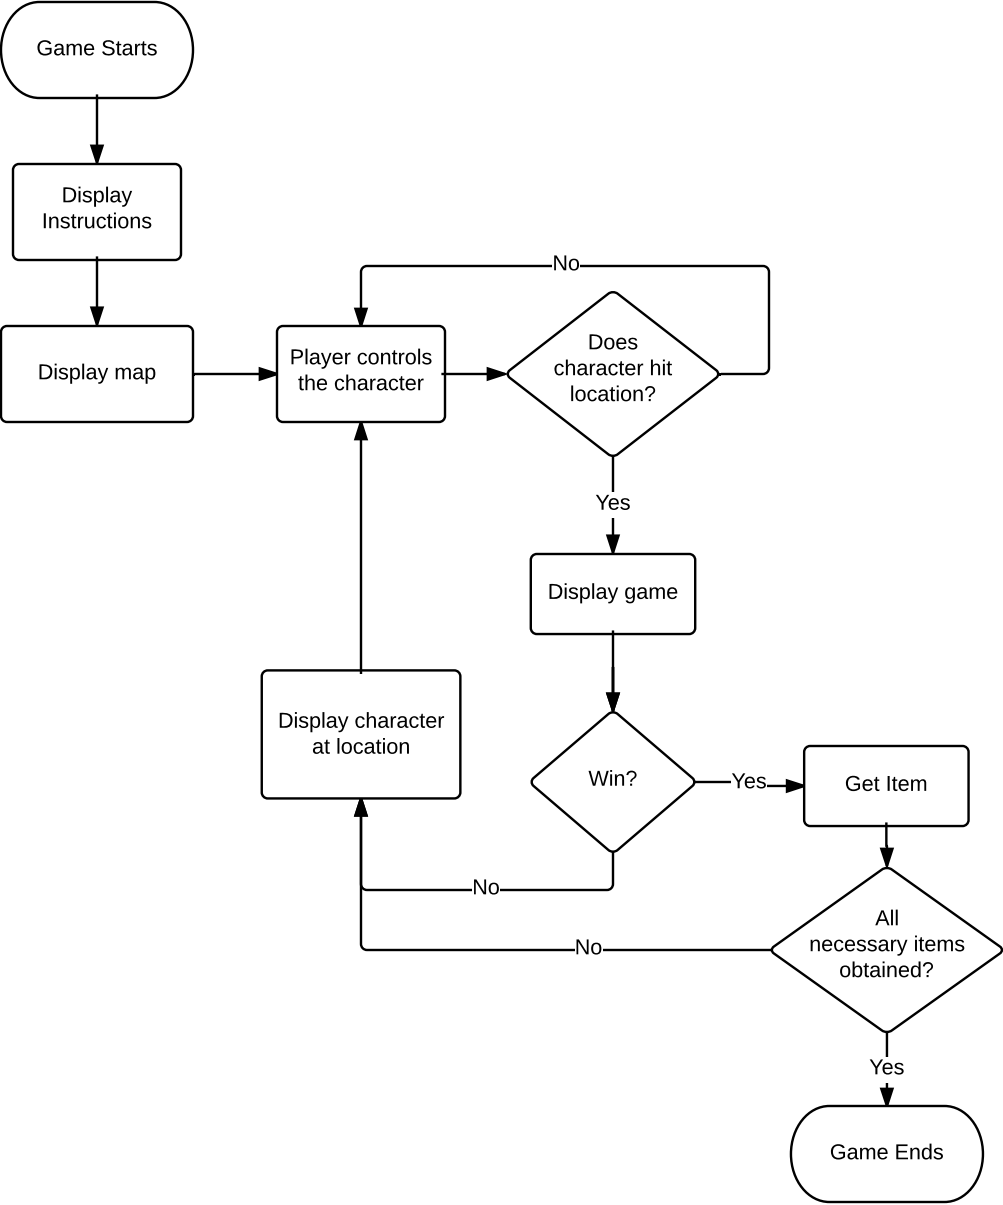 Game Starts
Display
Instructions
Display map
Player controls
the character
No
Does
character hit
location?
Yes
Display game
Display character
at location
Win?
Yes
Get Item
No
All
necessary items
obtained?
No
Yes
Game Ends